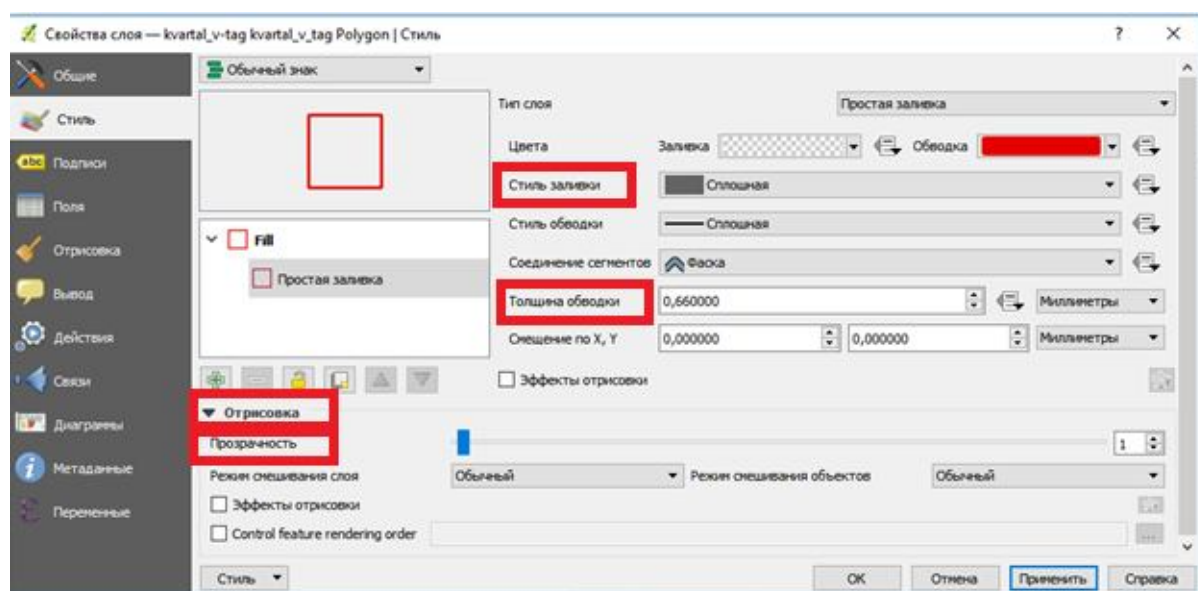 Свойства слоя — kvartal_v-tag kvartal_v_tag Polygon | Стиль
?
Общие
Стиль
abc Подписи
Поля
Отрисовка
Вывод
Действия
Связи
Диаграммы
Метаданные
Переменные
Обычный знак
Fill
Простая заливка
Тип слоя Простая заливка
Цвета Заливка Обводка
Стиль заливки Сплошная
Стиль обводки Сплошная
Соединение сегментов Фаска
Толщина обводки 0,660000 Миллиметры
Смещение по X, Y 0,000000 0,000000 Миллиметры
Эффекты отрисовки
Отрисовка
Прозрачность 1
Режим смешивания слоя Обычный Режим смешивания объектов Обычный
Эффекты отрисовки
Control feature rendering order ...
Стиль OK Отмена Применить Справка